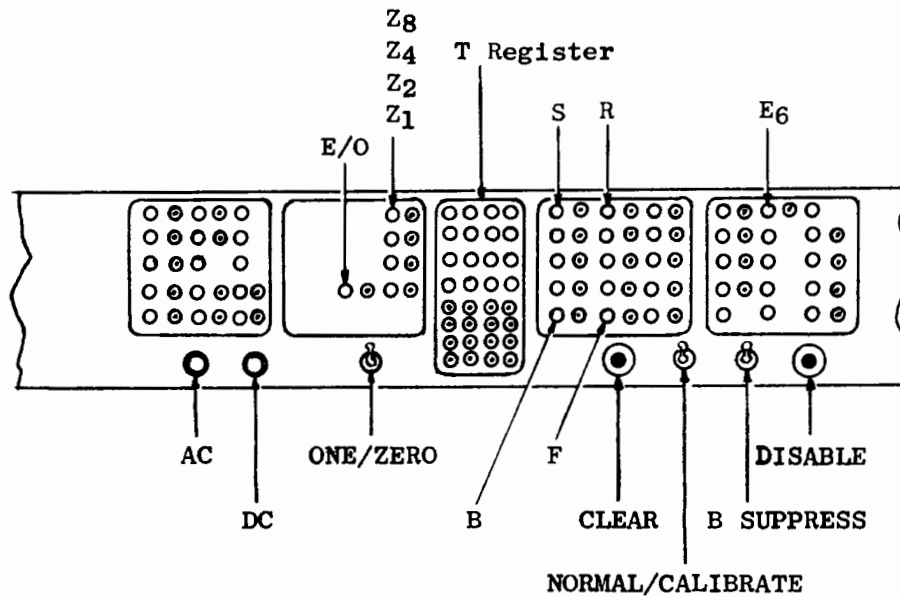 Z8
Z4
Z2
Z1
T Register
E/O
S
R
E6
AC
ONE/ZERO
F
DISABLE
DC
B
CLEAR
B SUPPRESS
NORMAL/CALIBRATE